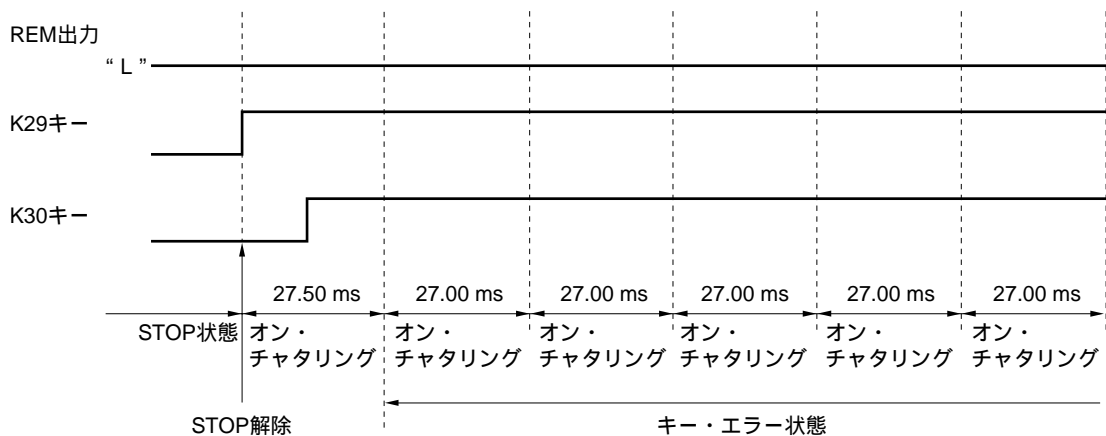 REM出力
“ L ”
K29キー
K30キー
27.50 ms
27.00 ms
27.00 ms
27.00 ms
27.00 ms
27.00 ms
STOP状態
オン・
チャタリング
オン・
チャタリング
オン・
チャタリング
オン・
チャタリング
オン・
チャタリング
オン・
チャタリング
STOP解除
キー・エラー状態